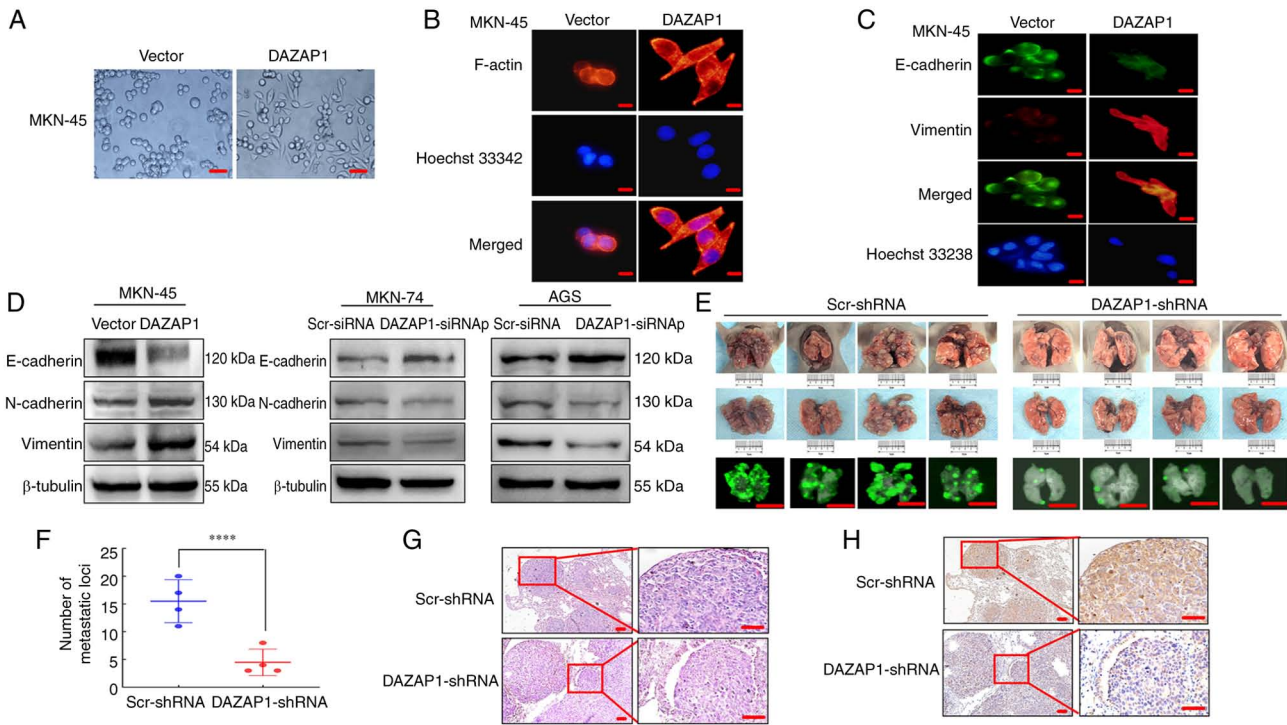 A
Vector DAZAP1
MKN-45
B
MKN-45 Vector DAZAP1
F-actin
Hoechst 33342
Merged
C
MKN-45 Vector DAZAP1
E-cadherin
Vimentin
Merged
Hoechst 33238
D
MKN-45
Vector DAZAP1
E-cadherin 120 kDa
N-cadherin 130 kDa
Vimentin 54 kDa
β-tubulin 55 kDa
MKN-74
Scr-siRNA DAZAP1-siRNAp
E-cadherin
N-cadherin
Vimentin
β-tubulin
AGS
Scr-siRNA DAZAP1-siRNAp
120 kDa
130 kDa
54 kDa
55 kDa
E
Scr-shRNA DAZAP1-shRNA
F
****
Number of
metastatic loci
25
20
15
10
5
0
Scr-shRNA DAZAP1-shRNA
G
Scr-shRNA
DAZAP1-shRNA
H
Scr-shRNA
DAZAP1-shRNA